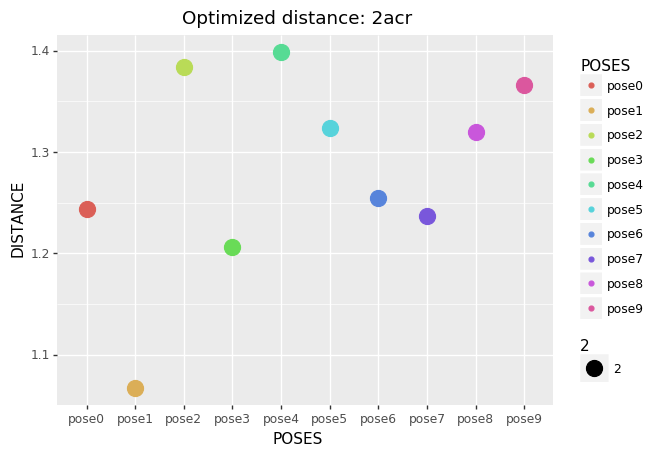 Optimized distance: 2acr
DISTANCE
1.4
1.3
1.2
1.1
pose0 pose1 pose2 pose3 pose4 pose5 pose6 pose7 pose8 pose9
POSES
POSES
pose0
pose1
pose2
pose3
pose4
pose5
pose6
pose7
pose8
pose9
2
2